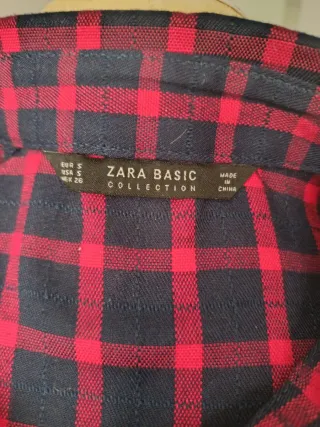 EUR S
USA S
MEX 26
ZARA BASIC
COLLECTION
MADE
IN
CHINA